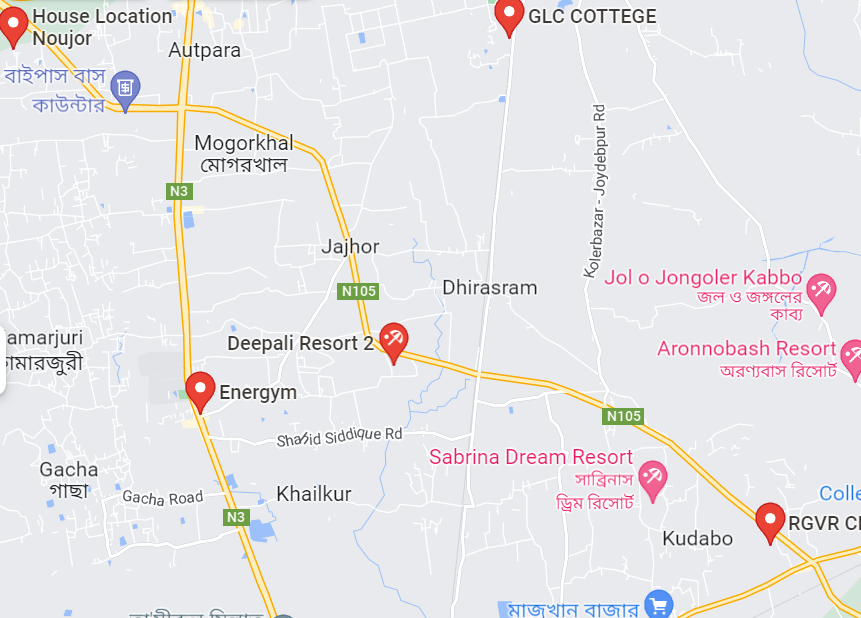 House Location
Noujor
GLC COTTEGE
Autpara
বাইপাস বাস
কাউন্টার
Mogorkhal
মোগরখাল
Kolerbazar - Joydebpur Rd
N3
Jajhor
N105
Dhirasram
Jol o Jongoler Kabbo
জল ও জঙ্গলের
কাব্য
amarjuri
কামারজুরী
Deepali Resort 2
Aronnobash Resort
অরণ্যবাস রিসোর্ট
Energym
N105
Shahid Siddique Rd
Sabrina Dream Resort
সাব্রিনাস
ড্রিম রিসোর্ট
Gacha
গাছা
Gacha Road
Khailkur
N3
Colle
RGVR
Kudabo
মাজখান বাজার